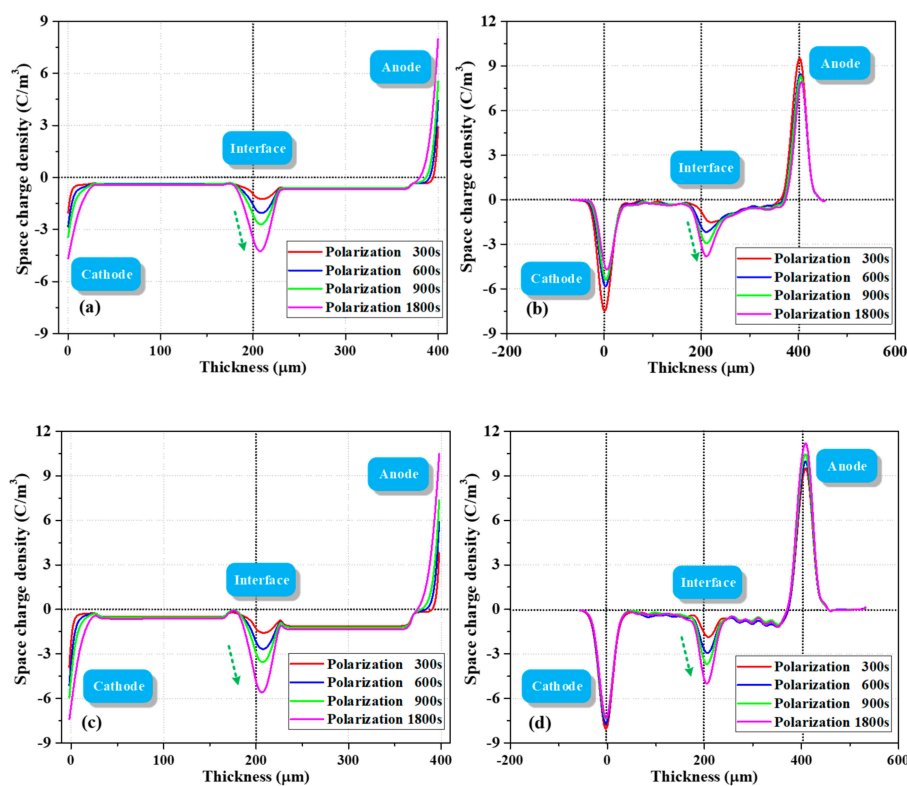 Space charge density (C/m³)
9
6
3
0
-3
-6
-9
0
100
200
300
400
Thickness (μm)
Anode
Interface
Cathode
(a)
Polarization 300s
Polarization 600s
Polarization 900s
Polarization 1800s
Space charge density (C/m³)
12
9
6
3
0
-3
-6
-9
-200
0
200
400
600
Thickness (μm)
Anode
Interface
Cathode
(b)
Polarization 300s
Polarization 600s
Polarization 900s
Polarization 1800s
Space charge density (C/m³)
12
9
6
3
0
-3
-6
-9
0
100
200
300
400
Thickness (μm)
Anode
Interface
Cathode
(c)
Polarization 300s
Polarization 600s
Polarization 900s
Polarization 1800s
Space charge density (C/m³)
12
9
6
3
0
-3
-6
-9
-200
0
200
400
600
Thickness (μm)
Anode
Interface
Cathode
(d)
Polarization 300s
Polarization 600s
Polarization 900s
Polarization 1800s